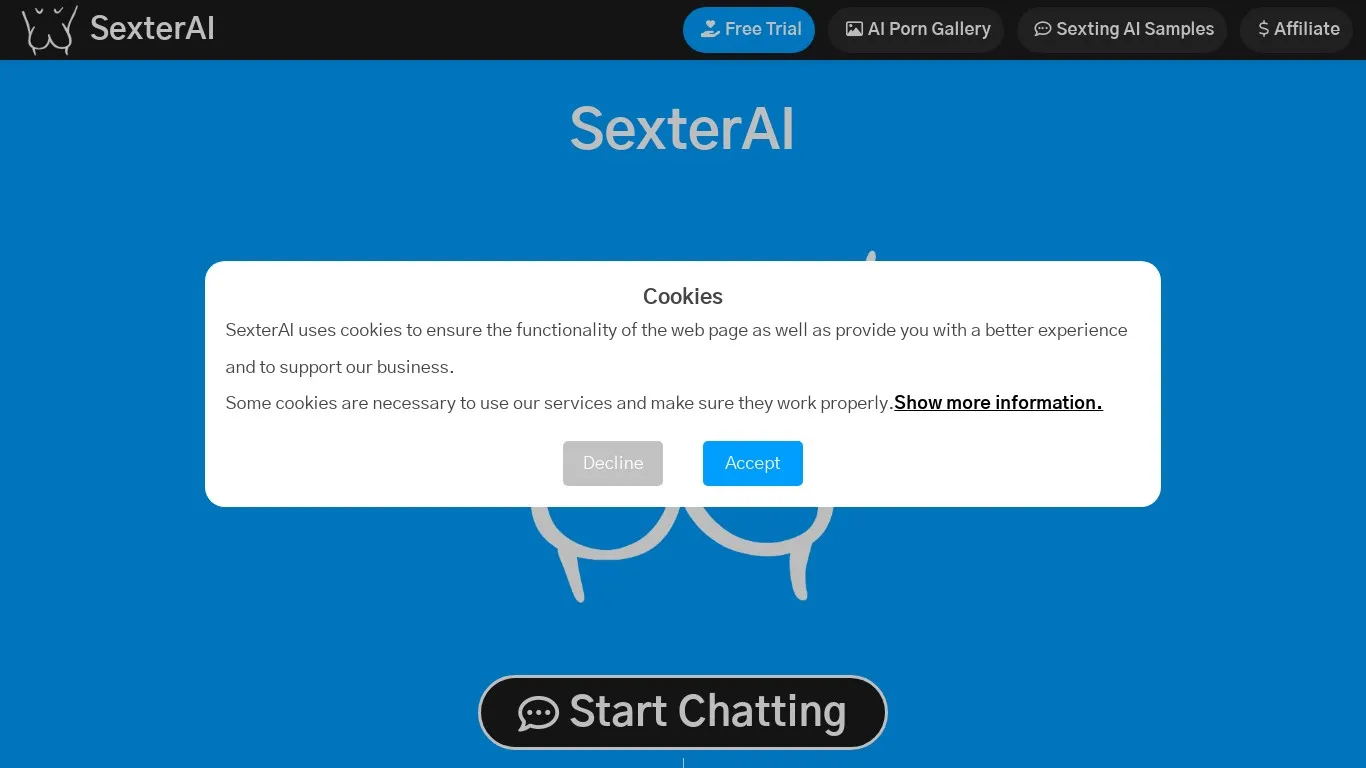 SexterAI
Free Trial
AI Porn Gallery
Sexting AI Samples
$ Affiliate
SexterAI
Cookies
SexterAI uses cookies to ensure the functionality of the web page as well as provide you with a better experience
and to support our business.
Some cookies are necessary to use our services and make sure they work properly.Show more information.
Decline
Accept
Start Chatting